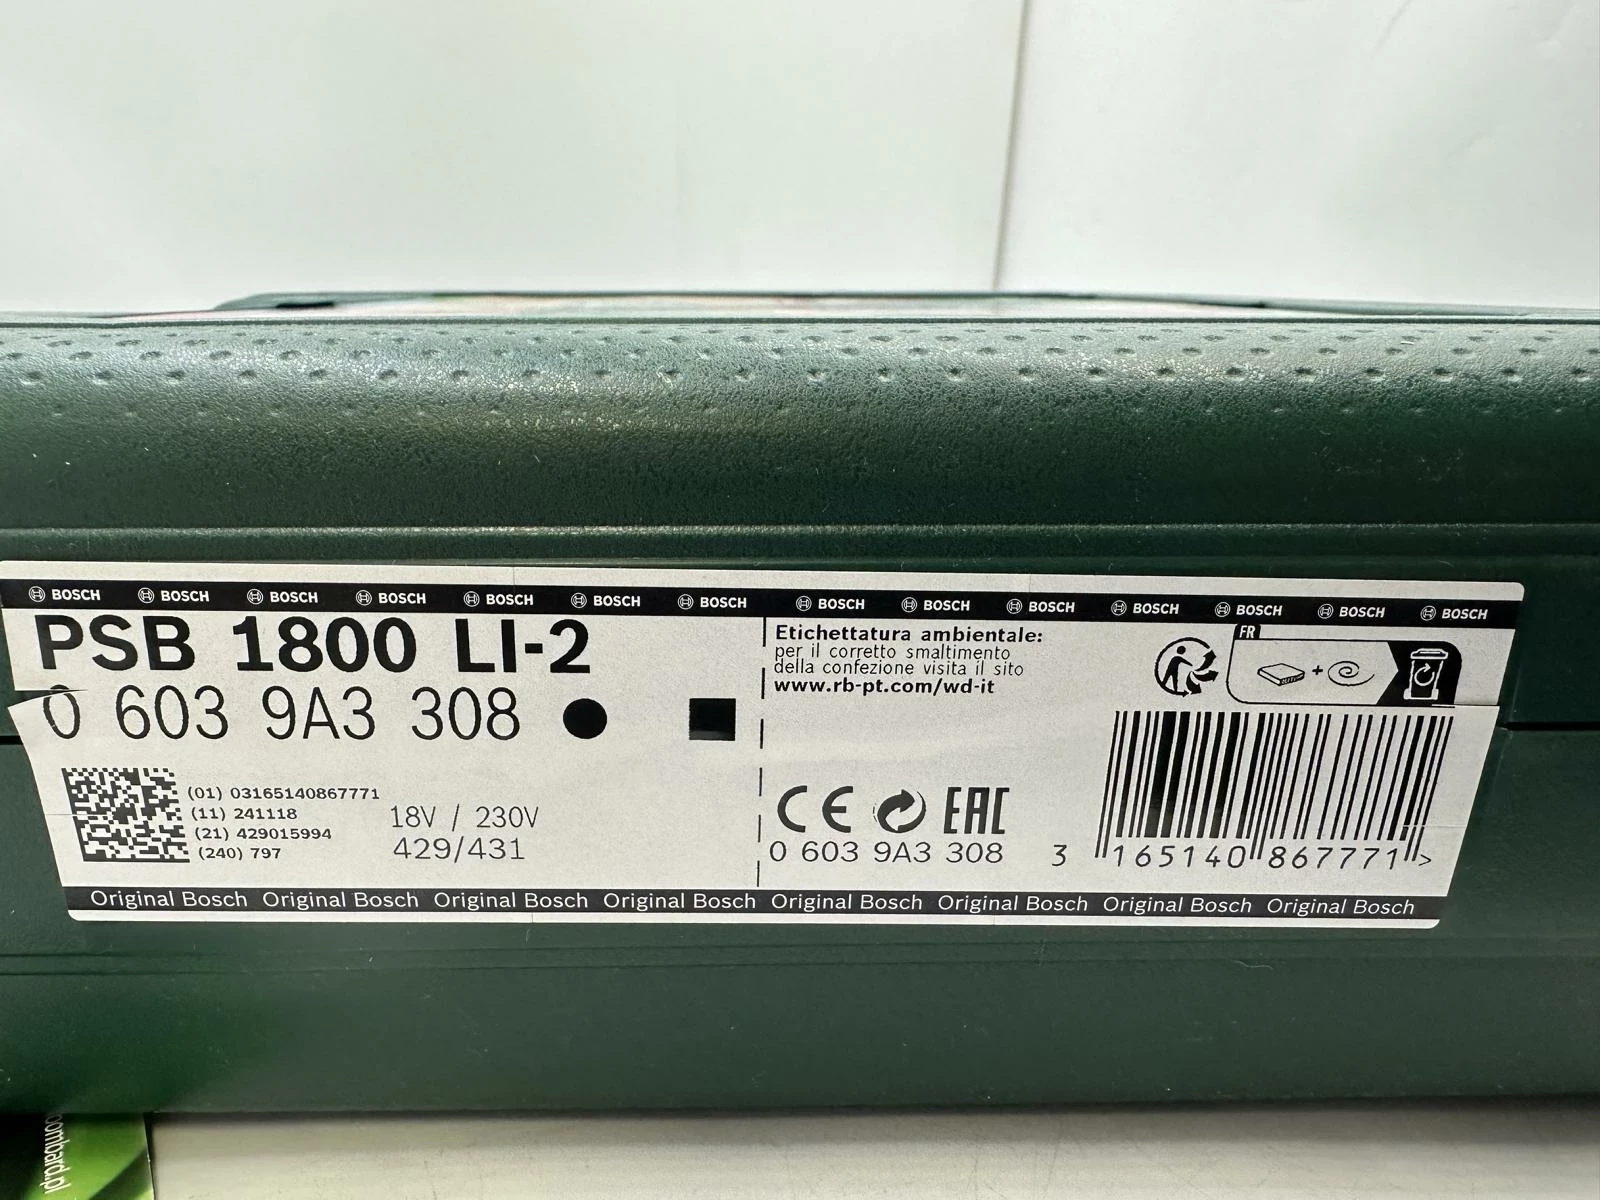 BOSCH BOSCH BOSCH BOSCH BOSCH BOSCH BOSCH BOSCH BOSCH BOSCH BOSCH BOSCH BOSCH BOSCH
PSB 1800 LI-2
0 603 9A3 308
(01) 03165140867771
(11) 241118
(21) 429015994
(240) 797
18V / 230V
429/431
Etichettatura ambientale:
per il corretto smaltimento
della confezione visita il sito
www.rb-pt.com/wd-it
FR
CE EAC
0 603 9A3 308
3 165140 867771 >
Original Bosch Original Bosch Original Bosch Original Bosch Original Bosch Original Bosch Original Bosch Original Bosch
ombard.pl